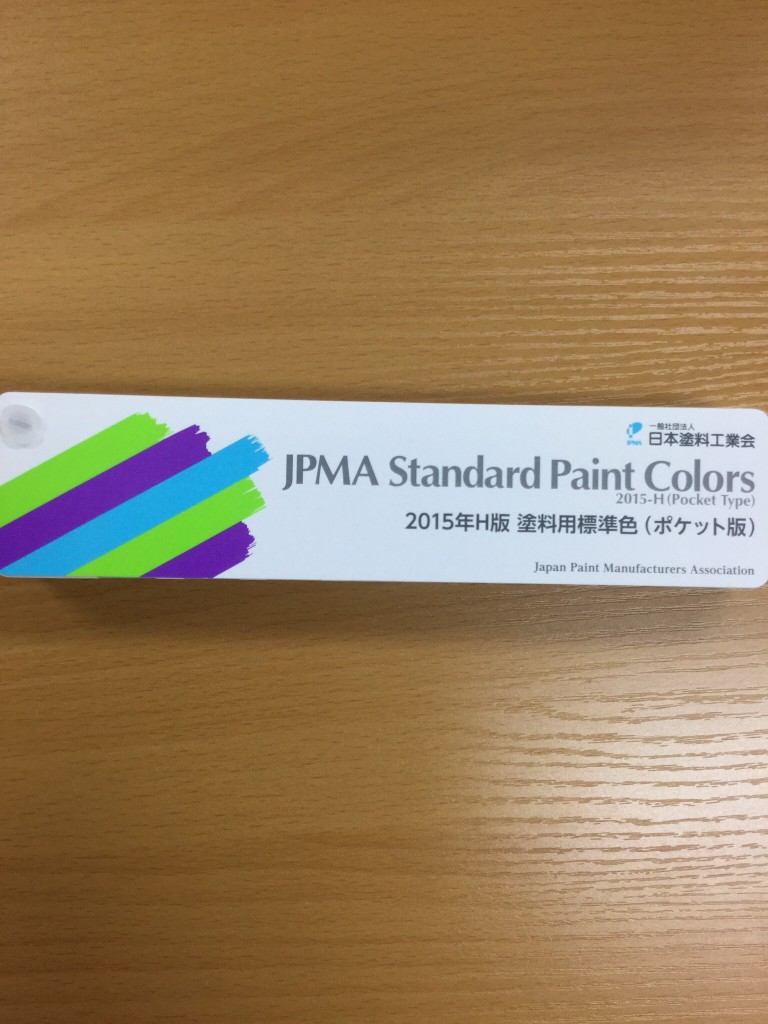 一般社団法人
JPMA 日本塗料工業会
JPMA Standard Paint Colors
2015-H (Pocket Type)
2015年H版 塗料用標準色（ポケット版）
Japan Paint Manufacturers Association